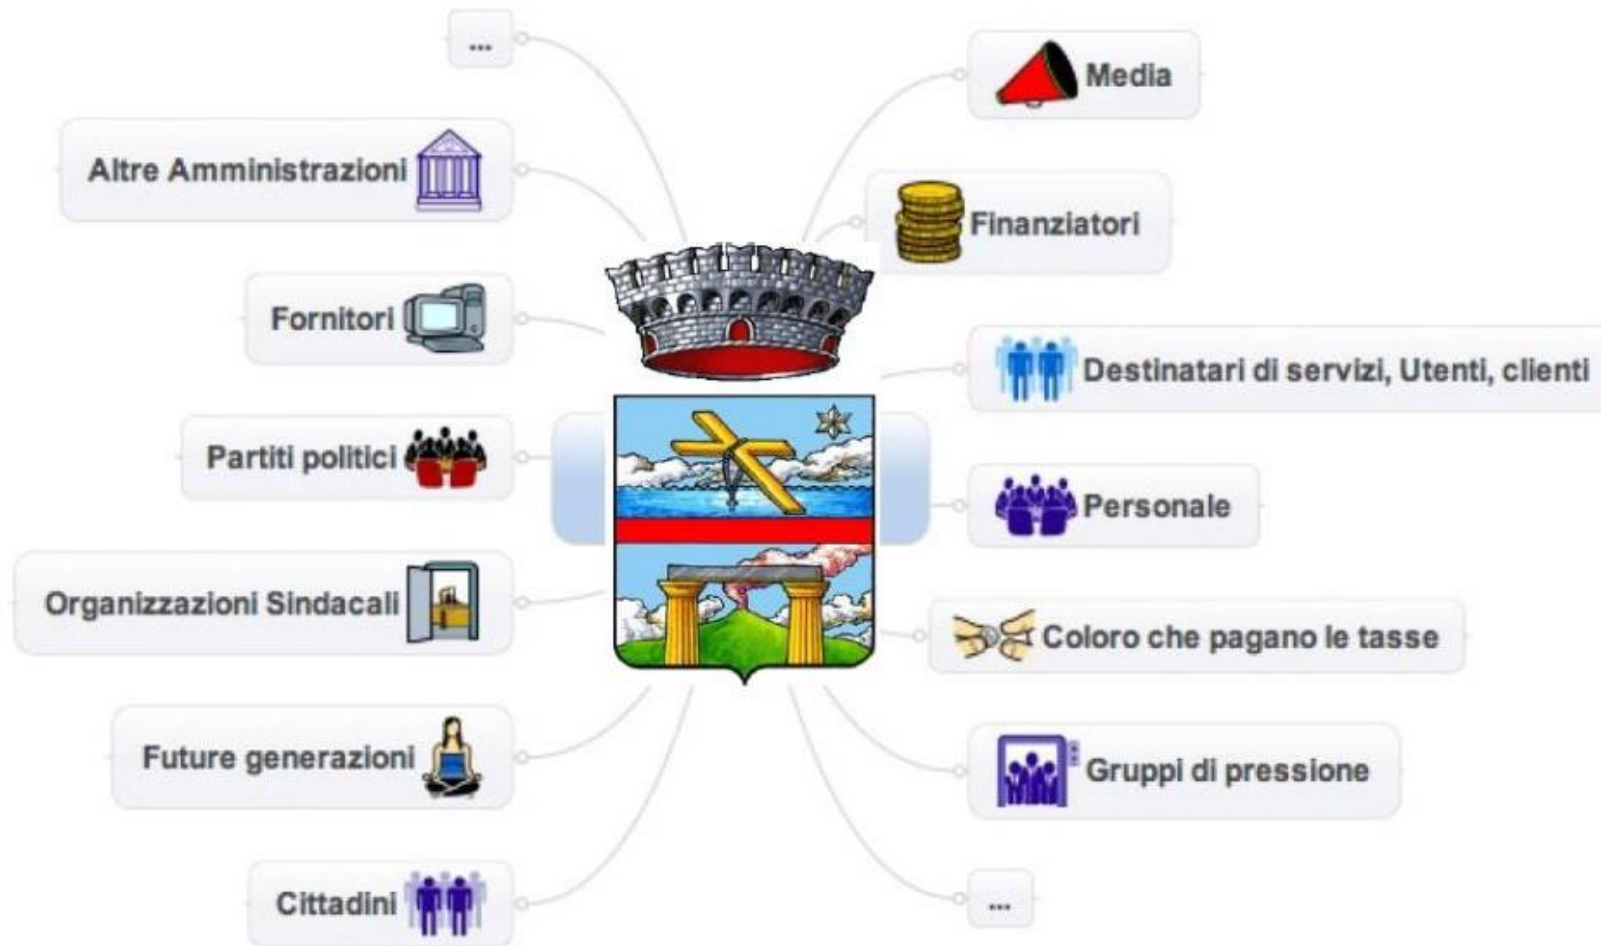 ...
Altre Amministrazioni
Fornitori
Partiti politici
Organizzazioni Sindacali
Future generazioni
Cittadini
Media
Finanziatori
Destinatari di servizi, Utenti, clienti
Personale
Coloro che pagano le tasse
Gruppi di pressione
...